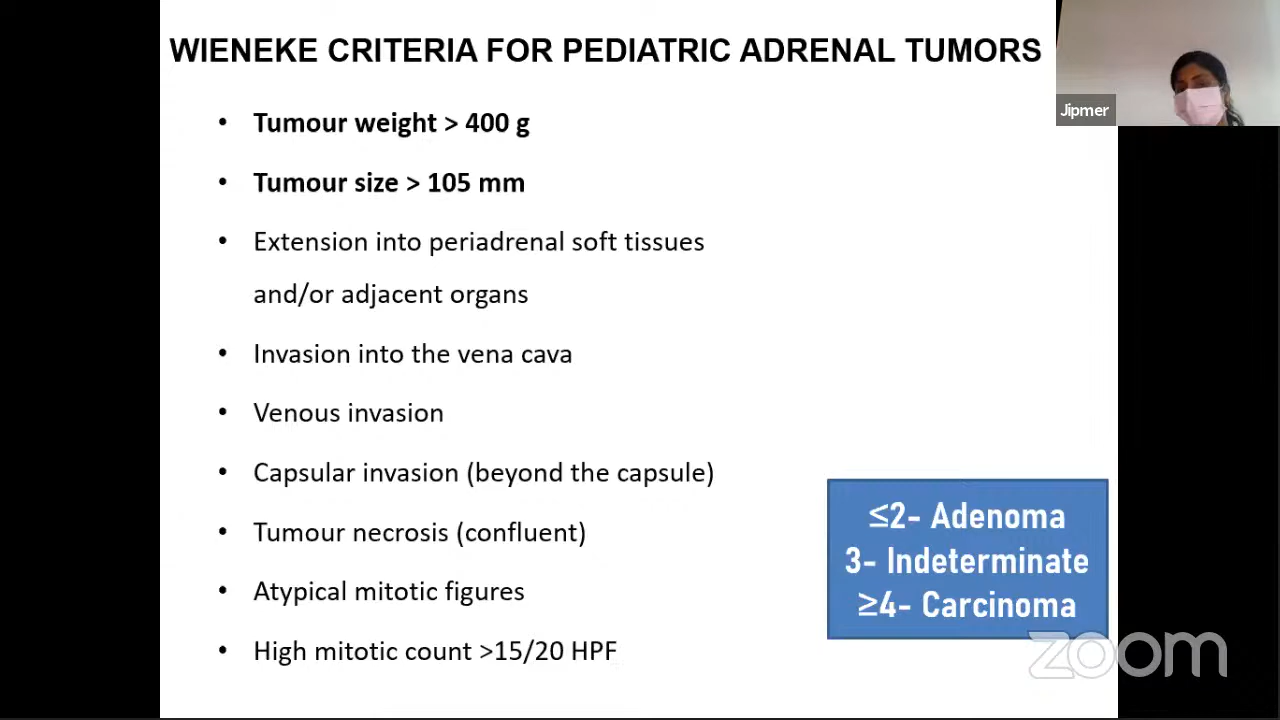 WIENEKE CRITERIA FOR PEDIATRIC ADRENAL TUMORS
Jipmer
• Tumour weight > 400 g
• Tumour size > 105 mm
• Extension into periadrenal soft tissues
and/or adjacent organs
• Invasion into the vena cava
• Venous invasion
• Capsular invasion (beyond the capsule)
• Tumour necrosis (confluent)
• Atypical mitotic figures
• High mitotic count >15/20 HPF
≤2- Adenoma
3- Indeterminate
≥4- Carcinoma
zoom